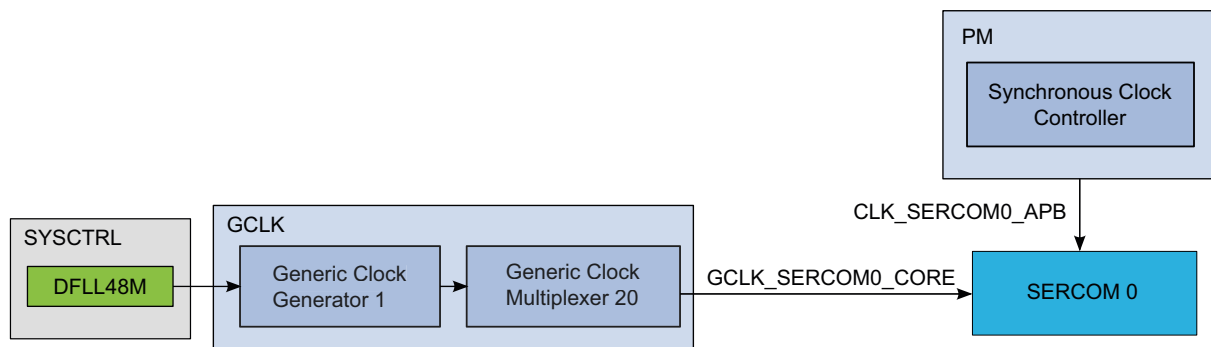 PM
Synchronous Clock
Controller
CLK_SERCOM0_APB
SYSCTRL
DFLL48M
GCLK
Generic Clock
Generator 1
Generic Clock
Multiplexer 20
GCLK_SERCOM0_CORE
SERCOM 0